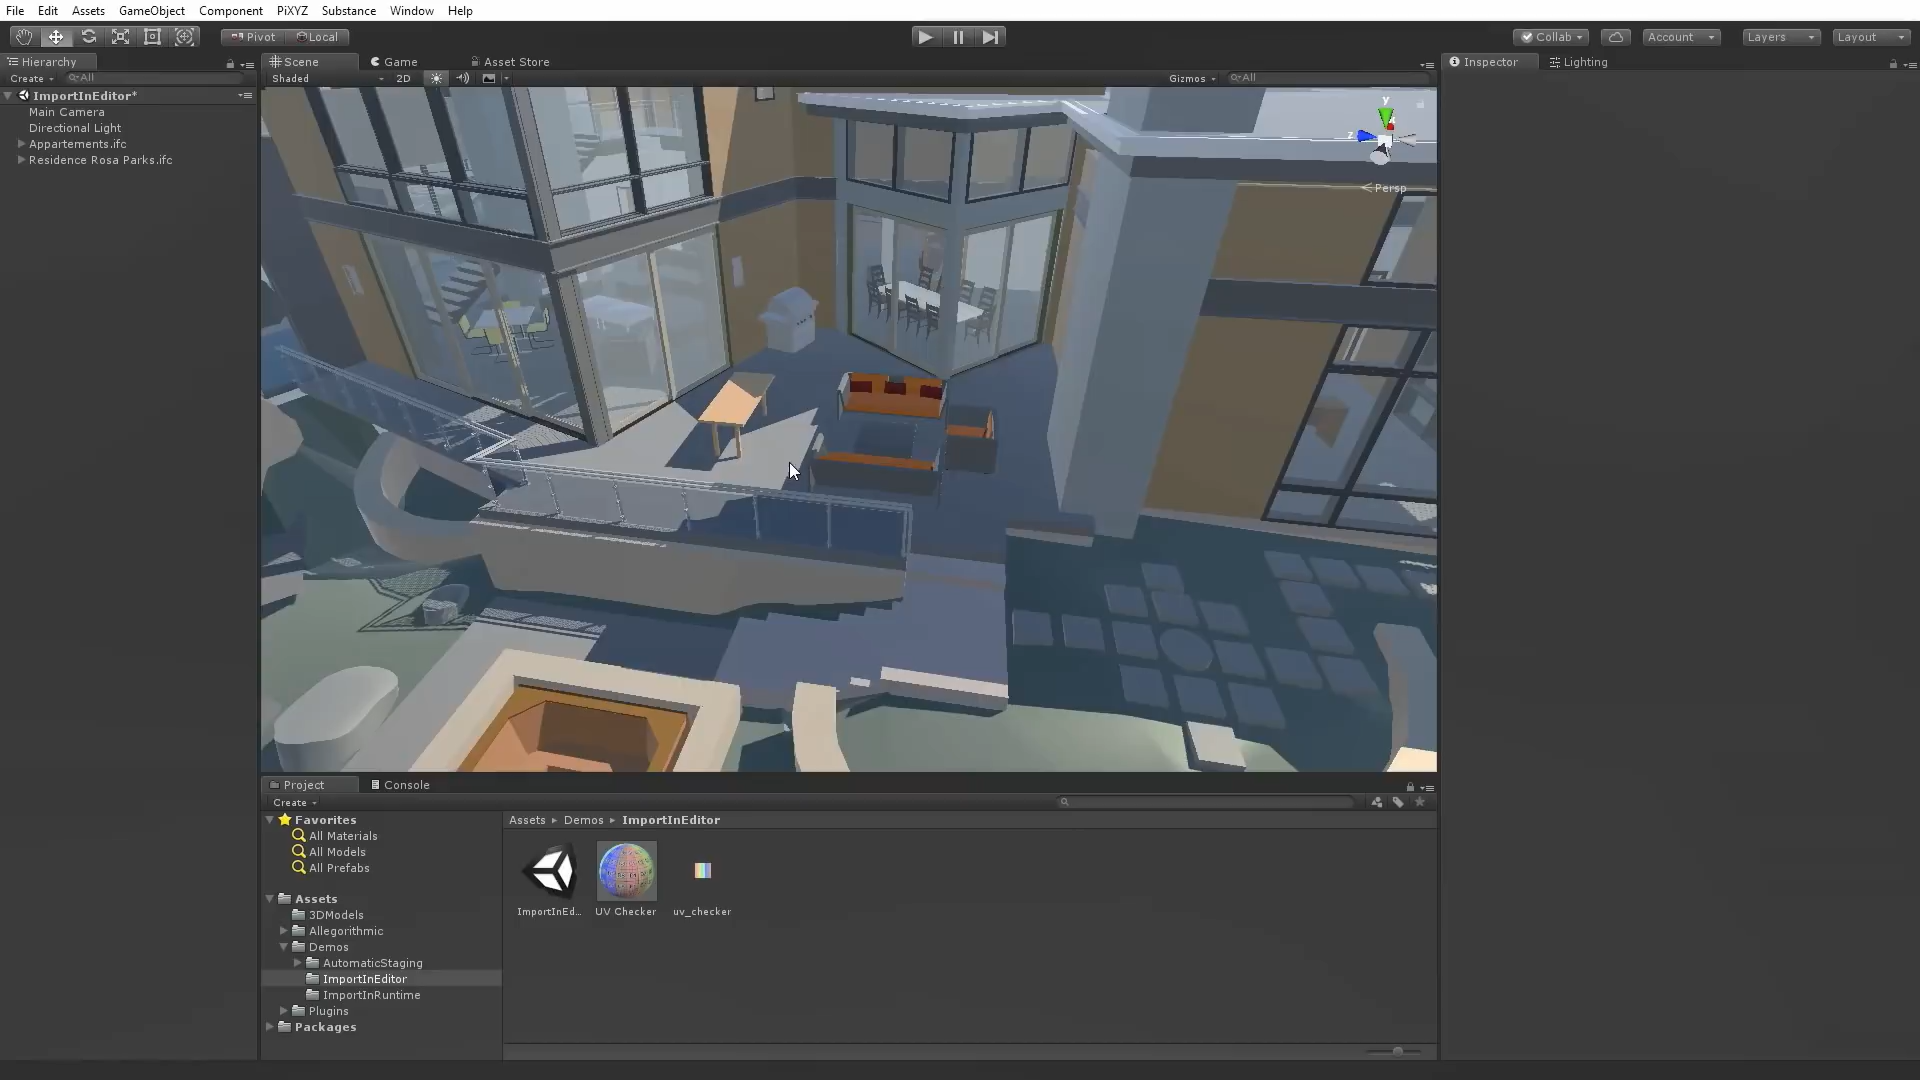 File Edit Assets GameObject Component PiXYZ Substance Window Help
Pivot Local Collab Account Layers Layout
Hierarchy Scene Game Asset Store Inspector Lighting
Create All Shaded 2D Gizmos All
ImportInEditor*
Main Camera
Directional Light
Appartements.ifc
Residence Rosa Parks.ifc
y
z
Persp
Project Console
Create
Favorites
All Materials
All Models
All Prefabs
Assets
3DModels
Allegorithmic
Demos
AutomaticStaging
ImportInEditor
ImportInRuntime
Plugins
Packages
Assets Demos ImportInEditor
ImportInEd... UV Checker uv_checker